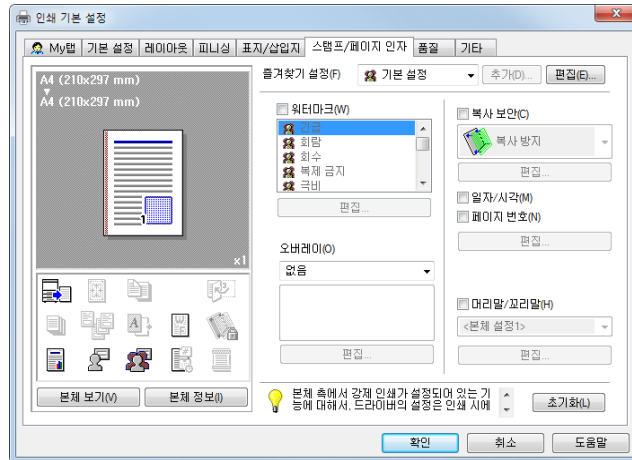 인쇄 기본 설정
My탭
기본 설정
레이아웃
피니싱
표지/삽입지
스탬프/페이지 인자
품질
기타
A4 (210x297 mm)
A4 (210x297 mm)
1
x1
본체 보기(V)
본체 정보(I)
즐겨찾기 설정(F)
기본 설정
추가(D)...
편집(E)...
워터마크(W)
긴급
회람
회수
복제 금지
극비
편집...
오버레이(O)
없음
편집...
복사 보안(C)
복사 방지
편집...
일자/시각(M)
페이지 번호(N)
편집...
머리말/꼬리말(H)
<본체 설정1>
편집...
본체 측에서 강제 인쇄가 설정되어 있는 기
능에 대해서, 드라이버의 설정은 인쇄 시에
초기화(L)
확인
취소
도움말